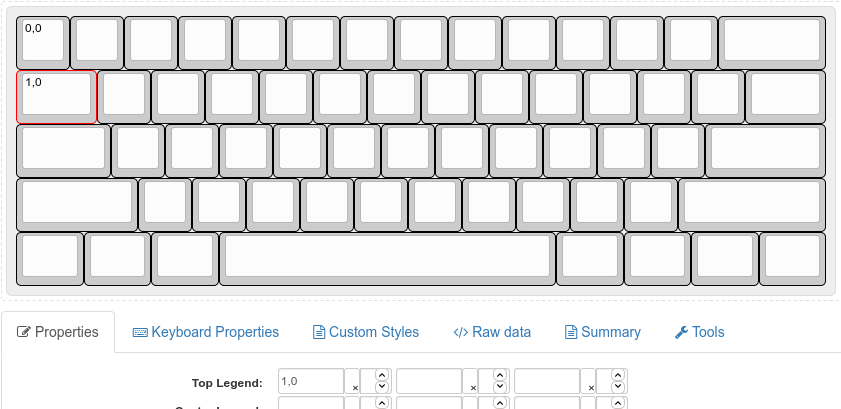 0,0
1,0
Properties
Keyboard Properties
Custom Styles
</> Raw data
Summary
Tools
Top Legend:
1,0